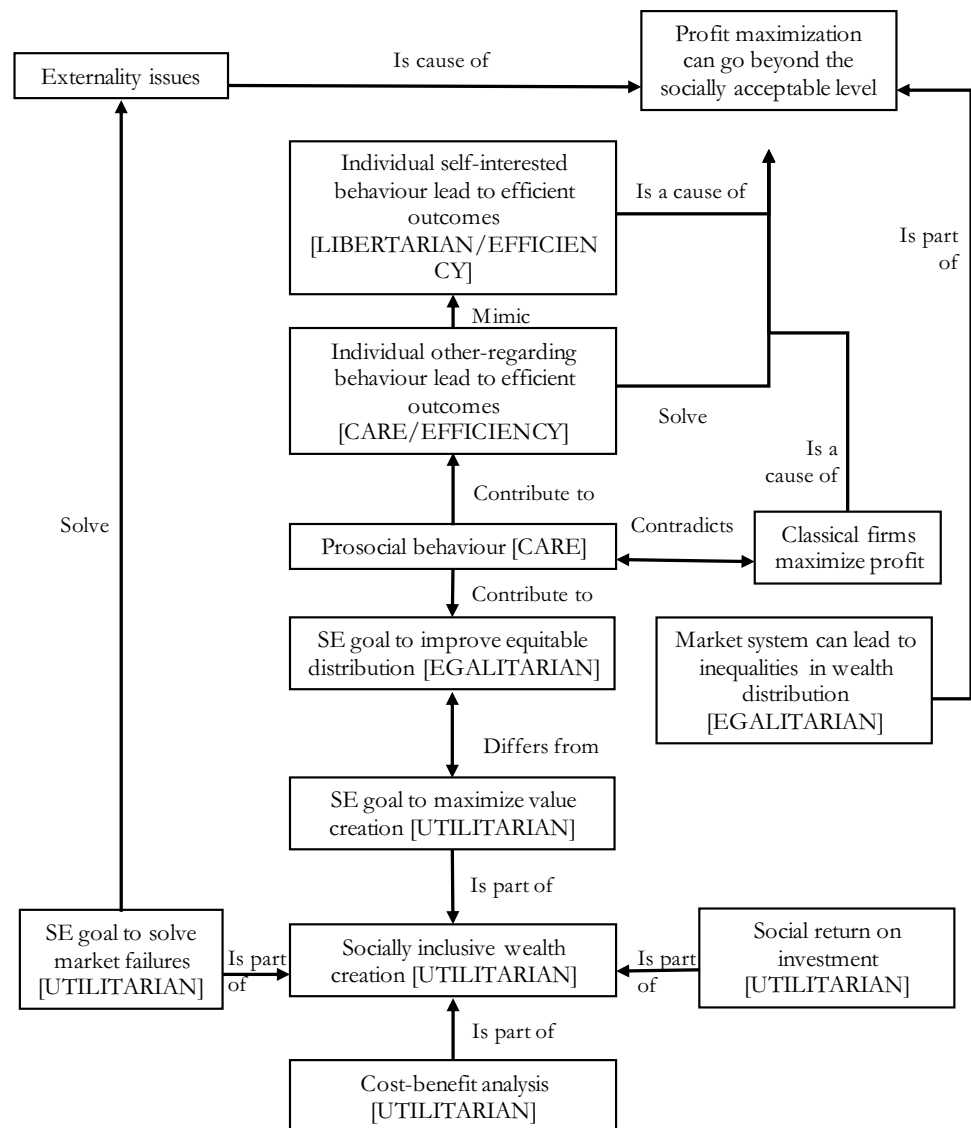 Profit maximization
can go beyond the
socially acceptable level
Is cause of
Externality issues
Individual self-interested
behaviour lead to efficient
outcomes
[LIBERTARIAN/EFFICIEN
CY]
Is a cause of
Is part
of
Mimic
Individual other-regarding
behaviour lead to efficient
outcomes
[CARE/EFFICIENCY]
Solve
Is a
cause of
Contribute to
Solve
Prosocial behaviour [CARE]
Contradicts
Classical firms
maximize profit
Contribute to
SE goal to improve equitable
distribution [EGALITARIAN]
Market system can lead to
inequalities in wealth
distribution
[EGALITARIAN]
Differs from
SE goal to maximize value
creation [UTILITARIAN]
Is part of
SE goal to solve
market failures
[UTILITARIAN]
Is part
of
Socially inclusive wealth
creation [UTILITARIAN]
Is part
of
Social return on
investment
[UTILITARIAN]
Is part of
Cost-benefit analysis
[UTILITARIAN]